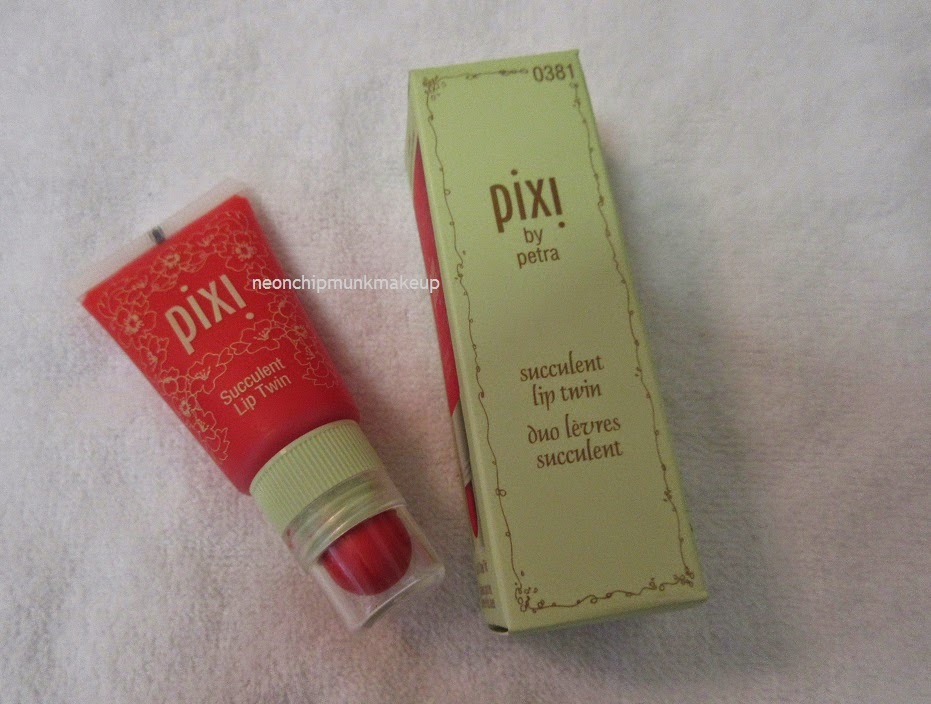 0381
pixi
by
petra
succulent
lip twin
duo lèvres
succulent
neonchipmunkmakeup
pixi
Succulent
Lip Twin